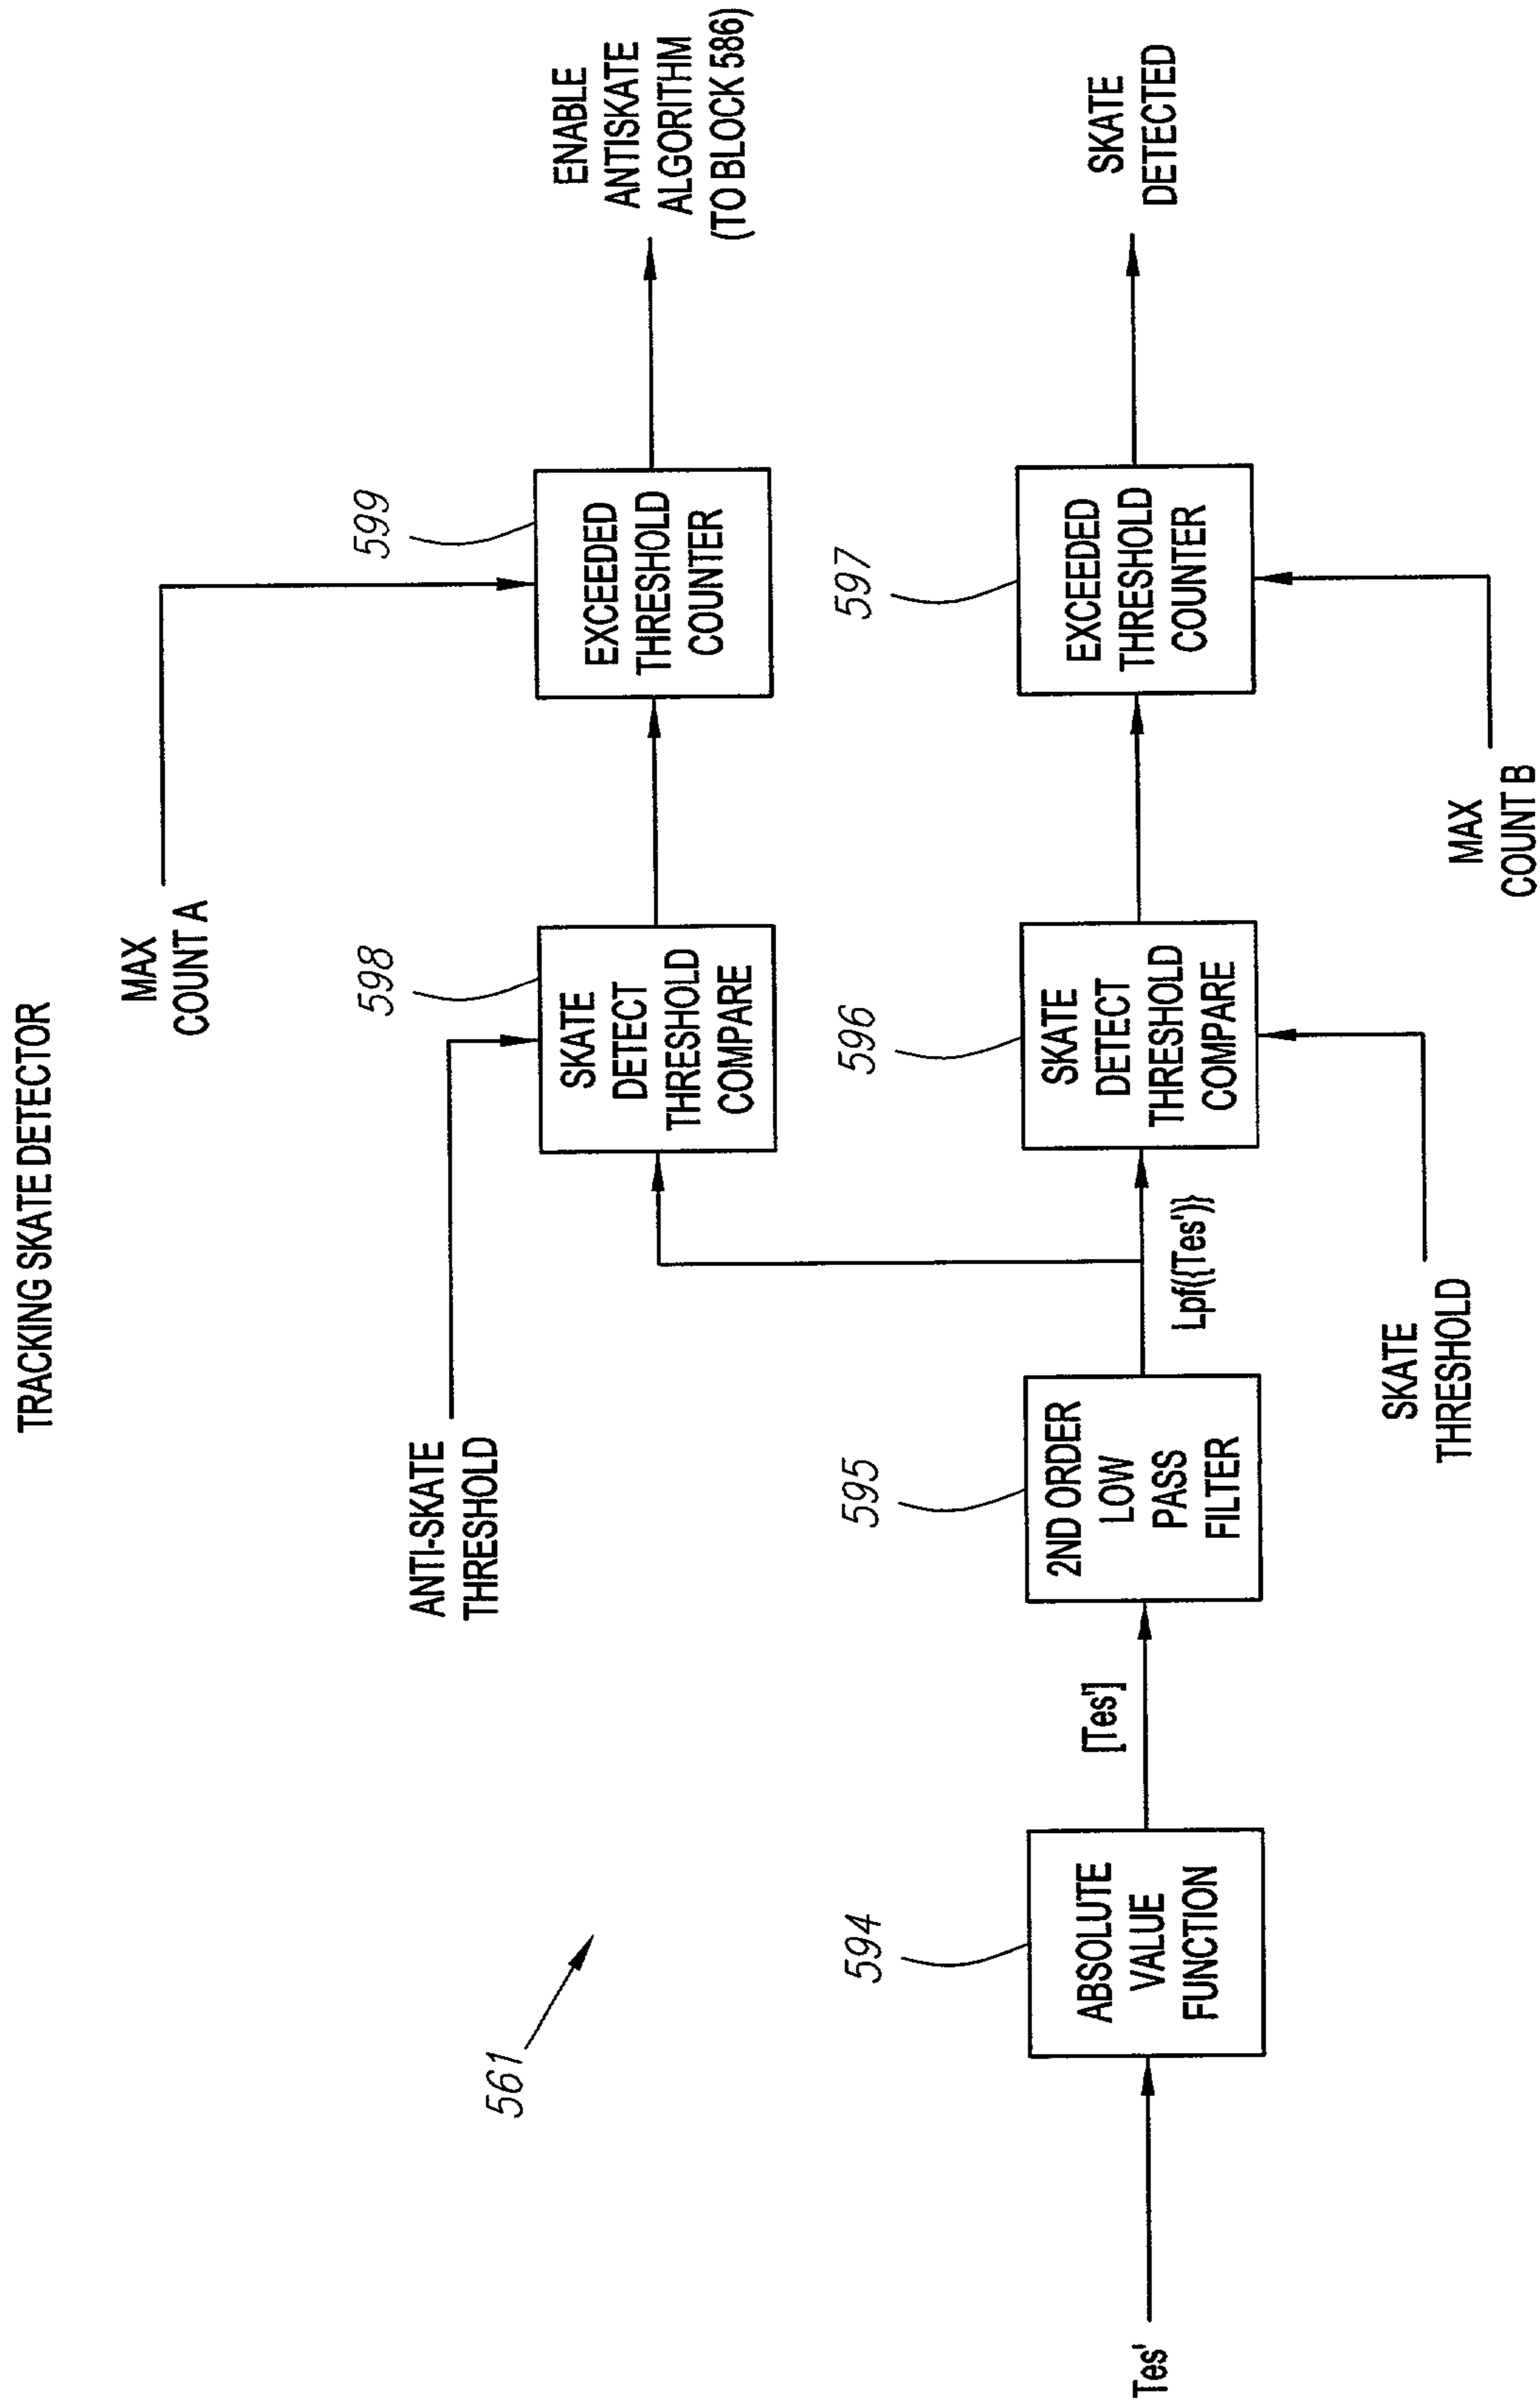 TRACKING SKATE DETECTOR
MAX
COUNT A
ANTI-SKATE
THRESHOLD
598
SKATE
DETECT
THRESHOLD
COMPARE
599
EXCEEDED
THRESHOLD
COUNTER
ENABLE
ANTISKATE
ALGORITHM
(TO BLOCK 586)
561
Tes'
594
ABSOLUTE
VALUE
FUNCTION
[Tes']
595
2ND ORDER
LOW
PASS
FILTER
Lpf({Tes')}
596
SKATE
DETECT
THRESHOLD
COMPARE
597
EXCEEDED
THRESHOLD
COUNTER
SKATE
DETECTED
SKATE
THRESHOLD
MAX
COUNT B